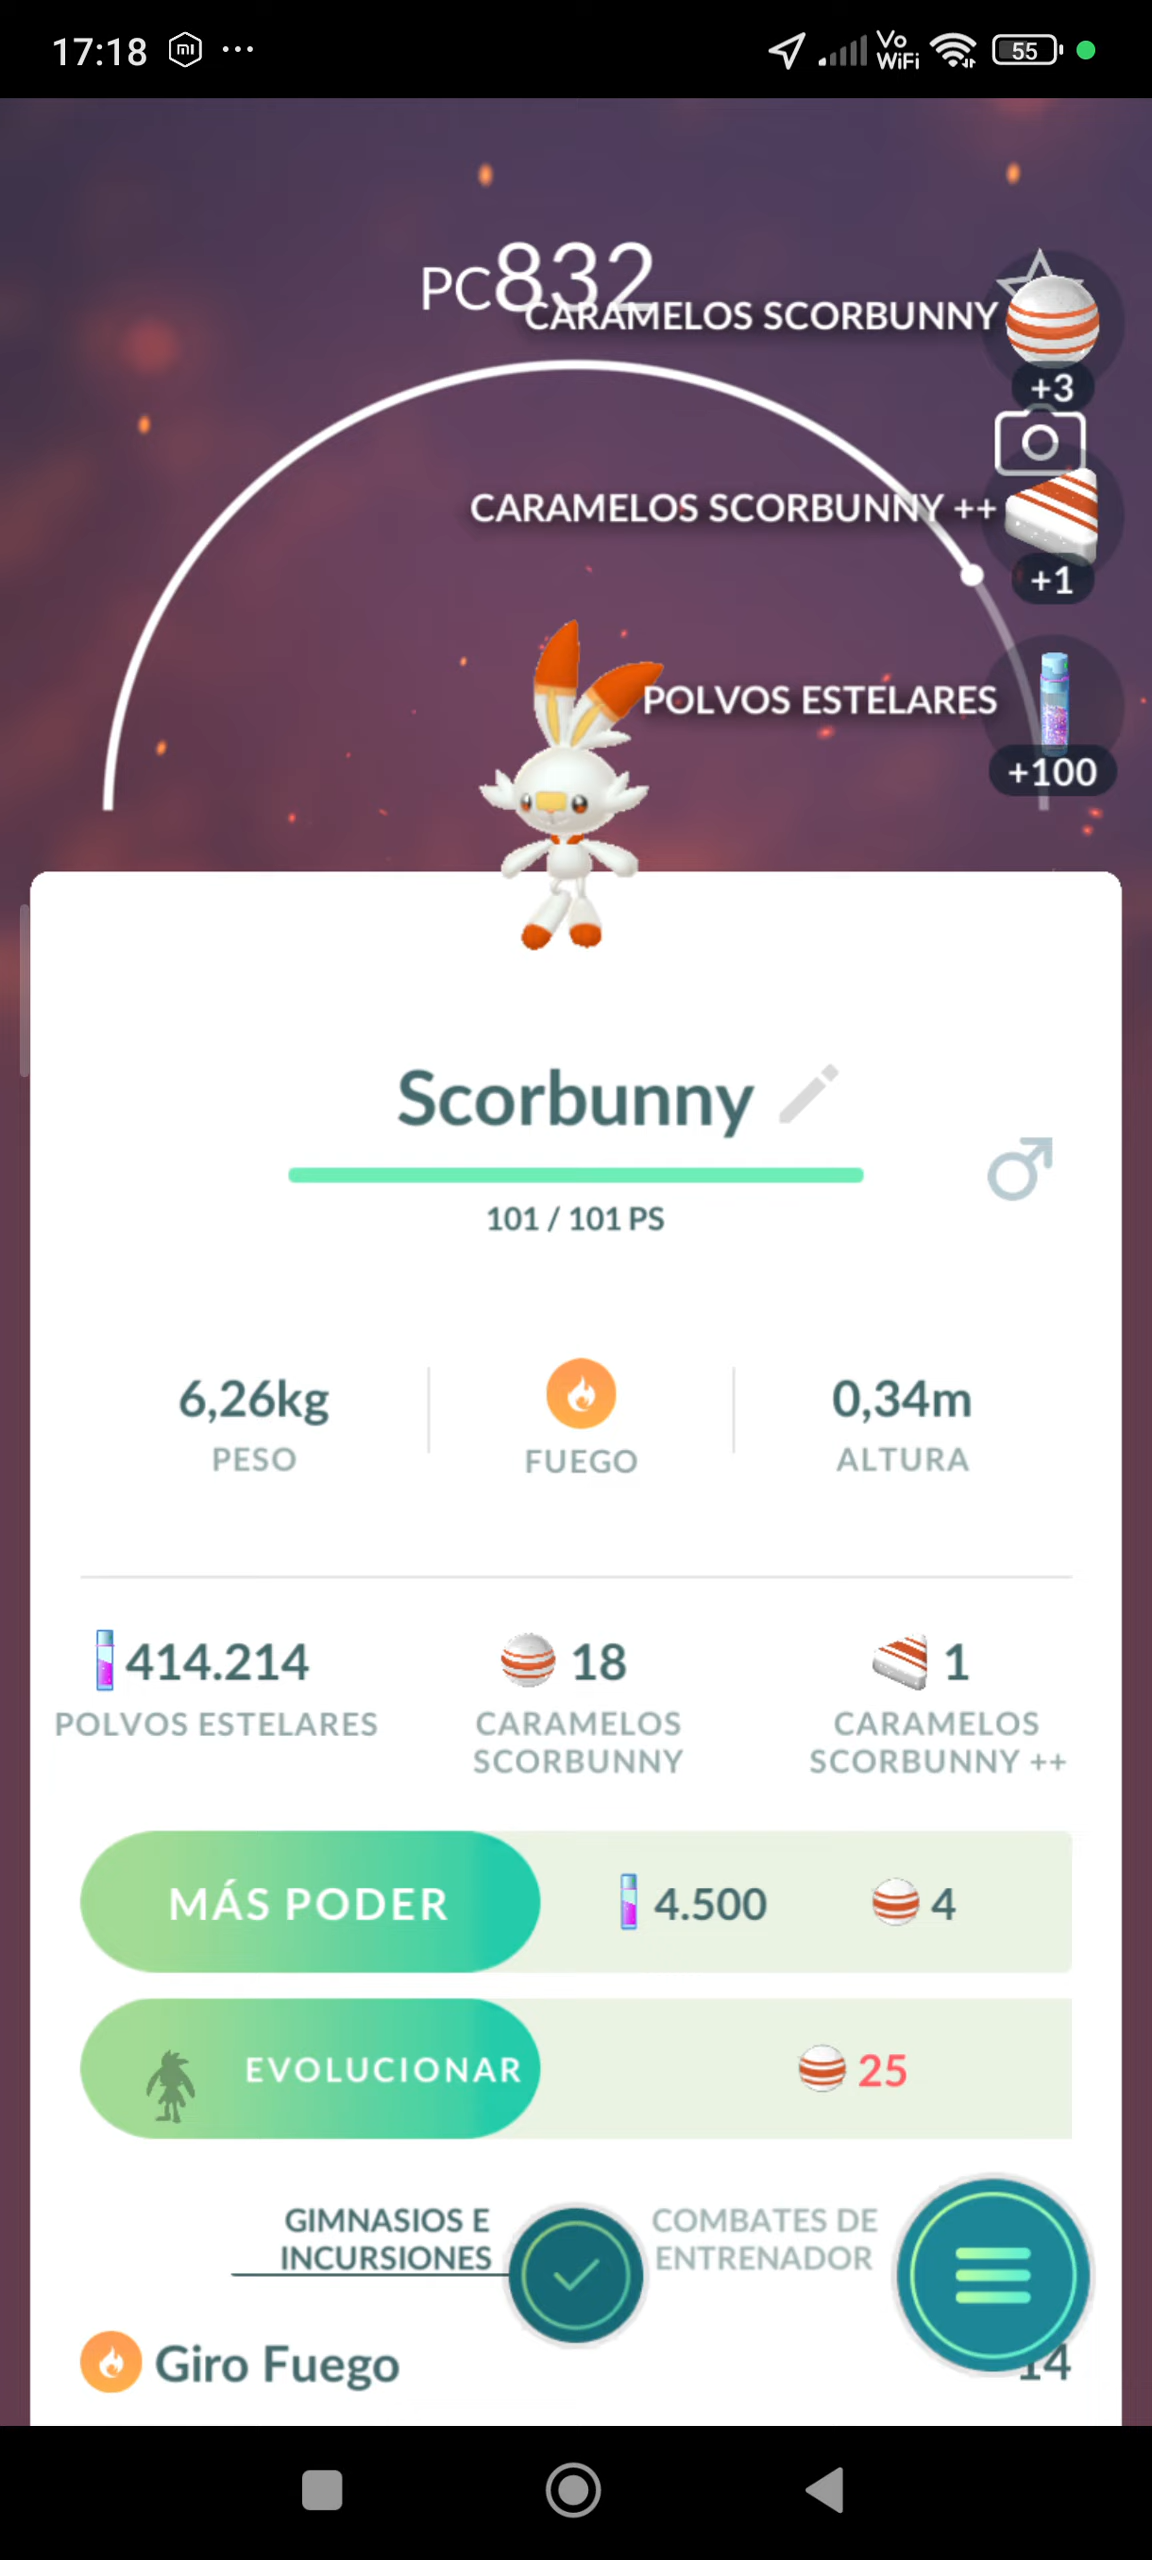 17:18
Vo
WiFi
55
PC832
CARAMELOS SCORBUNNY
+3
CARAMELOS SCORBUNNY ++
+1
POLVOS ESTELARES
+100
Scorbunny
101 / 101 PS
6,26kg
PESO
FUEGO
0,34m
ALTURA
414.214
POLVOS ESTELARES
18
CARAMELOS
SCORBUNNY
1
CARAMELOS
SCORBUNNY ++
MÁS PODER
4.500
4
EVOLUCIONAR
25
GIMNASIOS E
INCURSIONES
COMBATES DE
ENTRENADOR
Giro Fuego
14